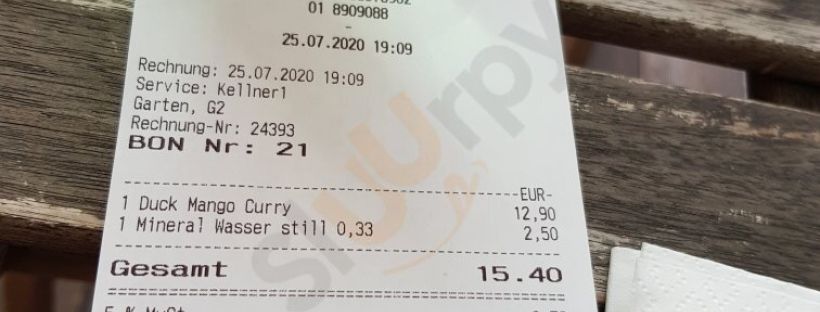 01 8909088
-
25.07.2020 19:09
Rechnung: 25.07.2020 19:09
Service: Kellner1
Garten, G2
Rechnung-Nr: 24393
BON Nr: 21
EUR-
1 Duck Mango Curry 12,90
1 Mineral Wasser still 0,33 2,50
Gesamt 15.40
Sluurpy